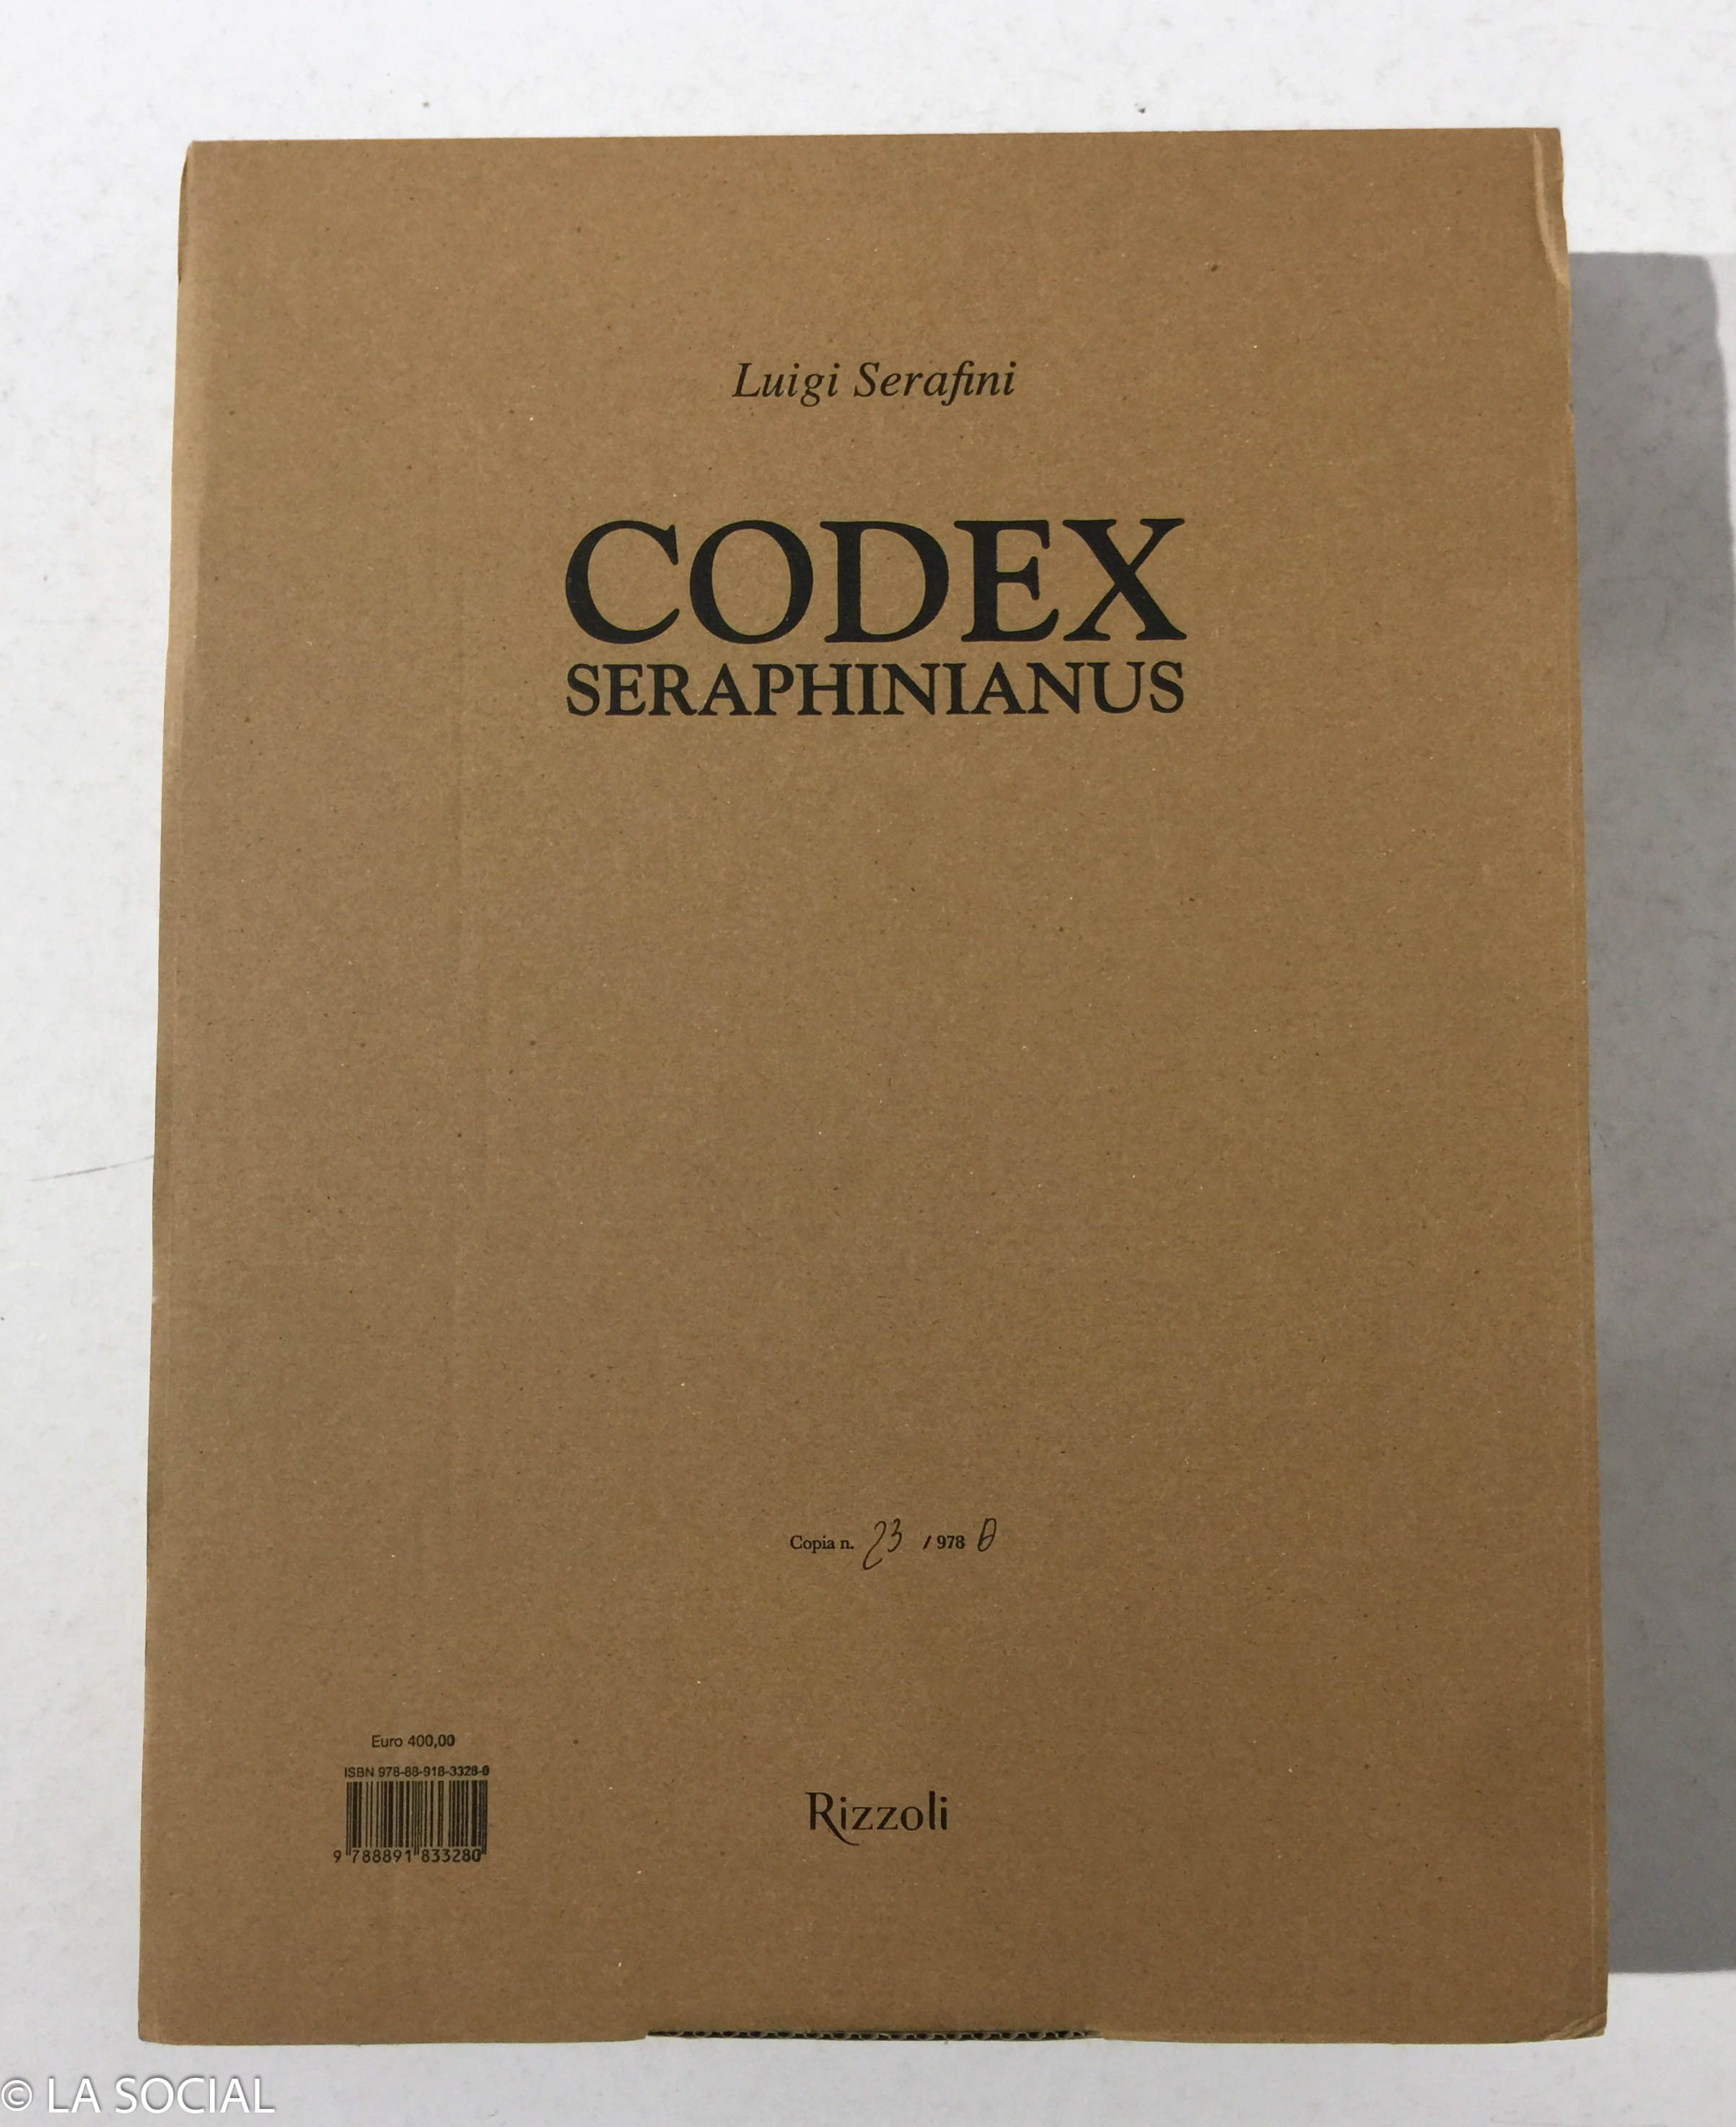 Luigi Serafini
CODEX
SERAPHINIANUS
Copia n. 23 / 978
Euro 400,00
ISBN 978-88-918-3328-0
9 788891 833280
Rizzoli
© LA SOCIAL